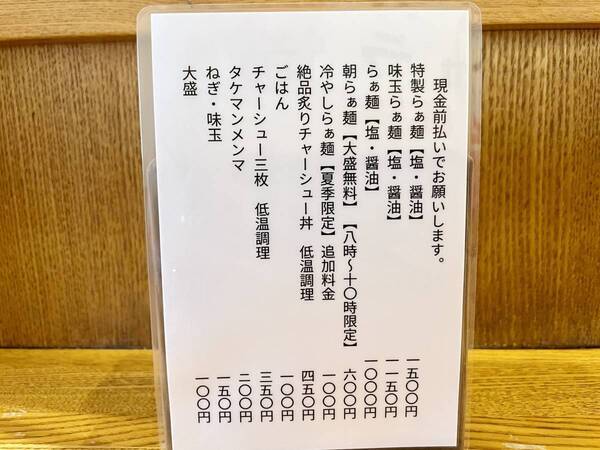 現金前払いでお願いします。
特製らぁ麺【塩・醤油】 一五〇〇円
味玉らぁ麺【塩・醤油】 一一五〇円
らぁ麺【塩・醤油】 一〇〇〇円
朝らぁ麺【大盛無料】【八時～十〇時限定】 六〇〇円
冷やしらぁ麺【夏季限定】追加料金 一〇〇円
絶品炙りチャーシュー丼 低温調理 四五〇円
ごはん 一〇〇円
チャーシュー三枚 低温調理 三五〇円
タケマンメンマ 二〇〇円
ねぎ・味玉 一五〇円
大盛 一〇〇円